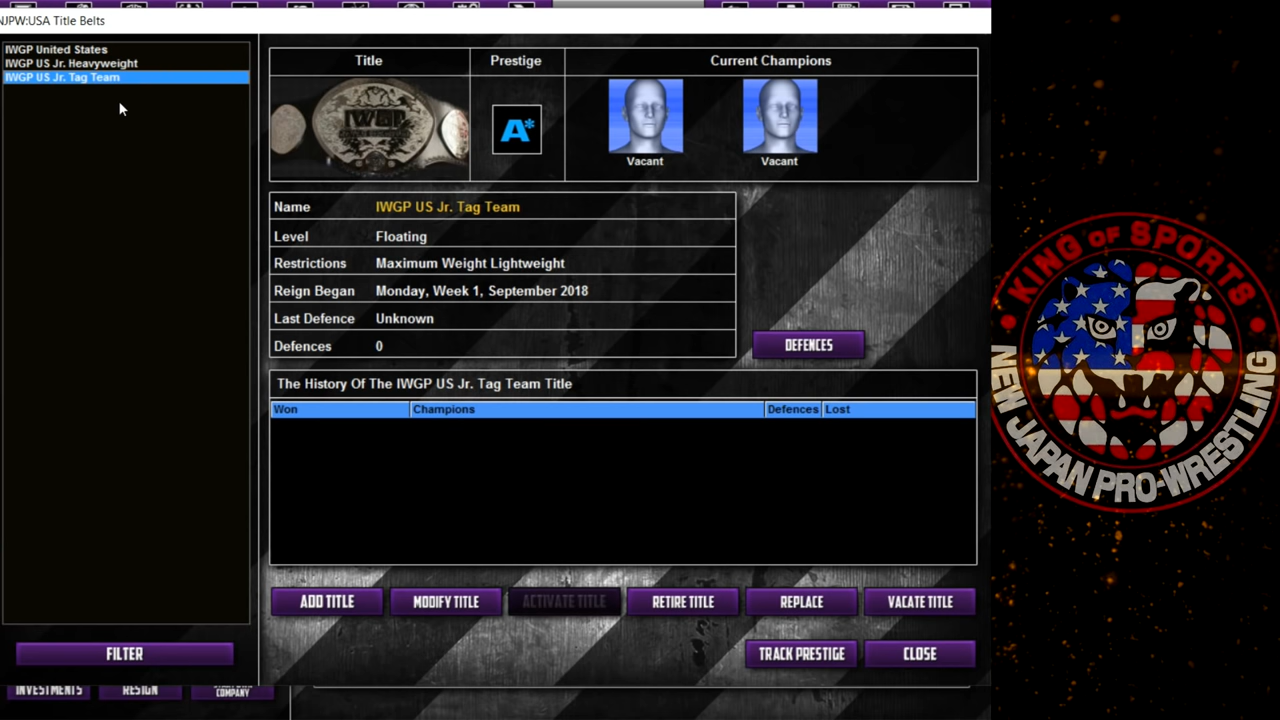 NJPW:USA Title Belts
IWGP United States
IWGP US Jr. Heavyweight
IWGP US Jr. Tag Team
Title
Prestige
Current Champions
IWGP
A*
Vacant
Vacant
Name IWGP US Jr. Tag Team
Level Floating
Restrictions Maximum Weight Lightweight
Reign Began Monday, Week 1, September 2018
Last Defence Unknown
Defences 0
DEFENCES
The History Of The IWGP US Jr. Tag Team Title
Won Champions Defences Lost
ADD TITLE
MODIFY TITLE
ACTIVATE TITLE
RETIRE TITLE
REPLACE
VACATE TITLE
FILTER
TRACK PRESTIGE
CLOSE
INVESTMENTS
RESIGN
COMPANY
KING OF SPORTS
NEW JAPAN PRO-WRESTLING